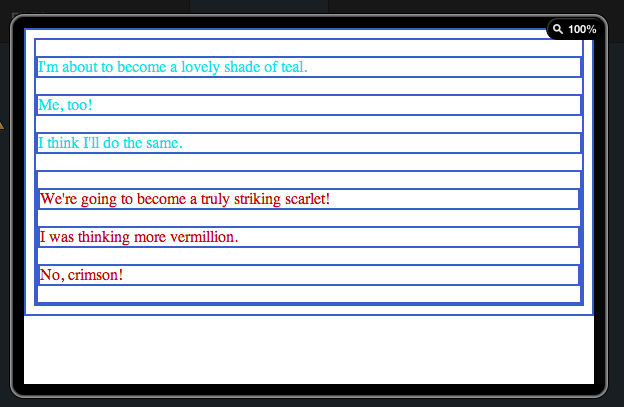 100%
I'm about to become a lovely shade of teal.
Me, too!
I think I'll do the same.
We're going to become a truly striking scarlet!
I was thinking more vermillion.
No, crimson!